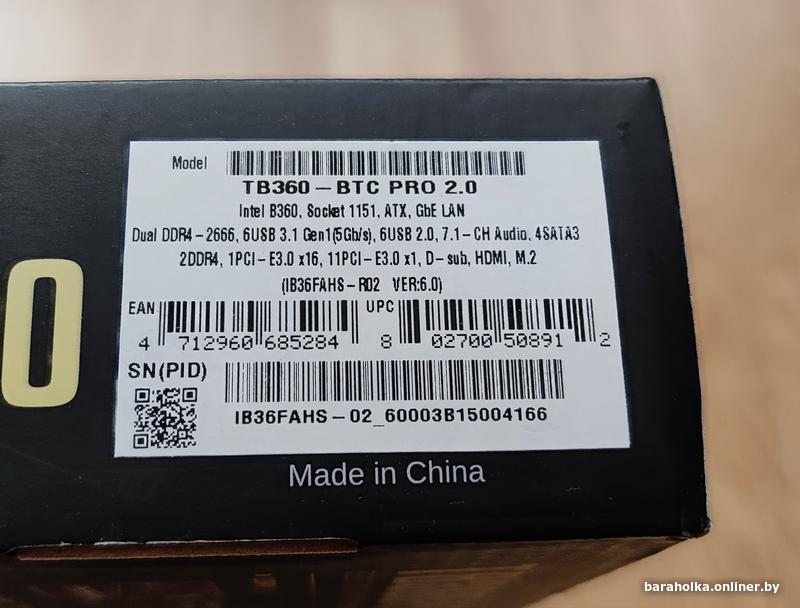 Model
TB360-BTC PRO 2.0
Intel B360, Socket 1151, ATX, GbE LAN
Dual DDR4-2666, 6USB 3.1 Gen1(5Gb/s), 6USB 2.0, 7.1-CH Audio, 4SATA3
2DDR4, 1PCI-E3.0 x16, 11PCI-E3.0 x1, D-sub, HDMI, M.2
(IB36FAHS-R02 VER:6.0)
EAN UPC
4 712960 685284 8 02700 50891 2
SN(PID)
IB36FAHS-02_60003B15004166
Made in China
0
baraholka.onliner.by